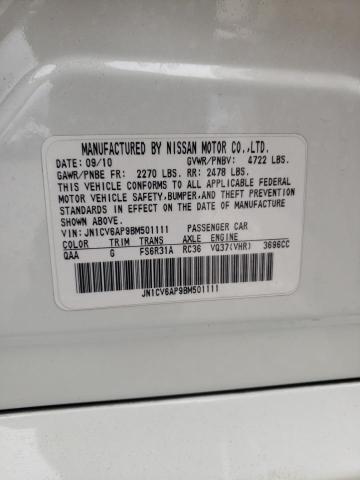 MANUFACTURED BY NISSAN MOTOR CO.,LTD.
DATE: 09/10 GVWR/PNBV: 4722 LBS.
GAWR/PNBE FR: 2270 LBS. RR: 2478 LBS.
THIS VEHICLE CONFORMS TO ALL APPLICABLE FEDERAL
MOTOR VEHICLE SAFETY,BUMPER,AND THEFT PREVENTION
STANDARDS IN EFFECT ON THE DATE OF MANUFACTURE
SHOWN ABOVE.
VIN: JN1CV6AP9BM501111 PASSENGER CAR
COLOR TRIM TRANS AXLE ENGINE
QAA G FS6R31A RC36 VQ37(VHR) 3696CC
JN1CV6AP9BM501111